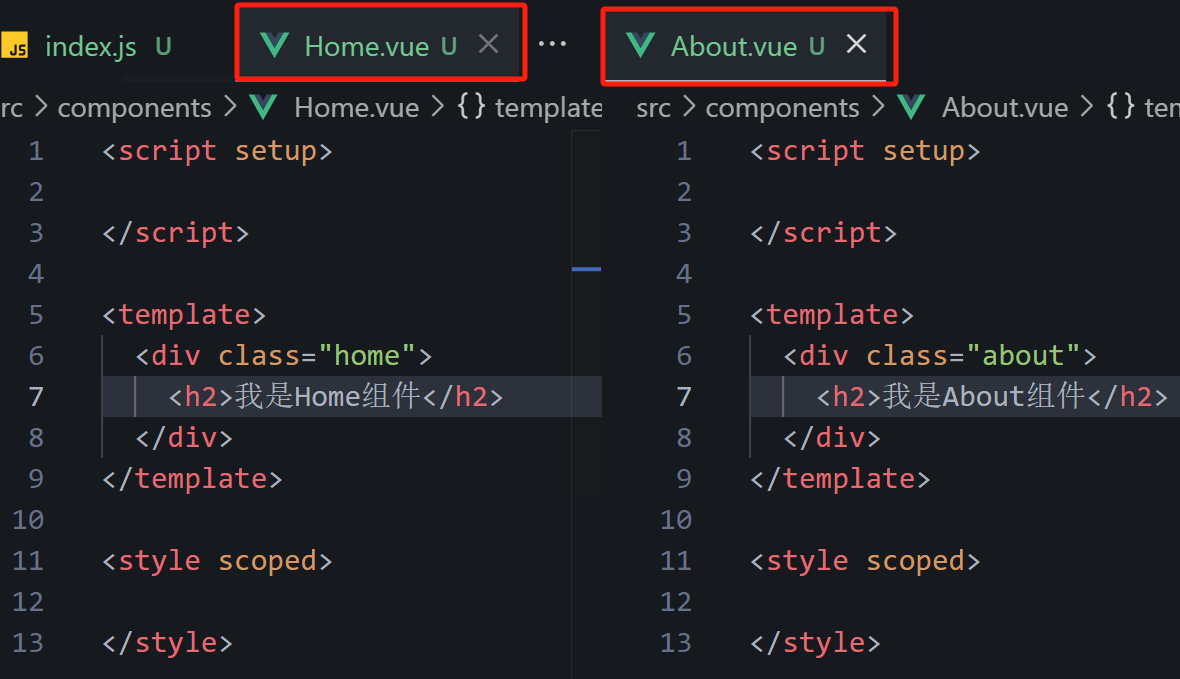 JS index.js U Home.vue U About.vue U
rc > components > Home.vue > {} template
1 <script setup>
2
3 </script>
4
5 <template>
6 <div class="home">
7 <h2>我是Home组件</h2>
8 </div>
9 </template>
10
11 <style scoped>
12
13 </style>
src > components > About.vue > {} tem
1 <script setup>
2
3 </script>
4
5 <template>
6 <div class="about">
7 <h2>我是About组件</h2>
8 </div>
9 </template>
10
11 <style scoped>
12
13 </style>